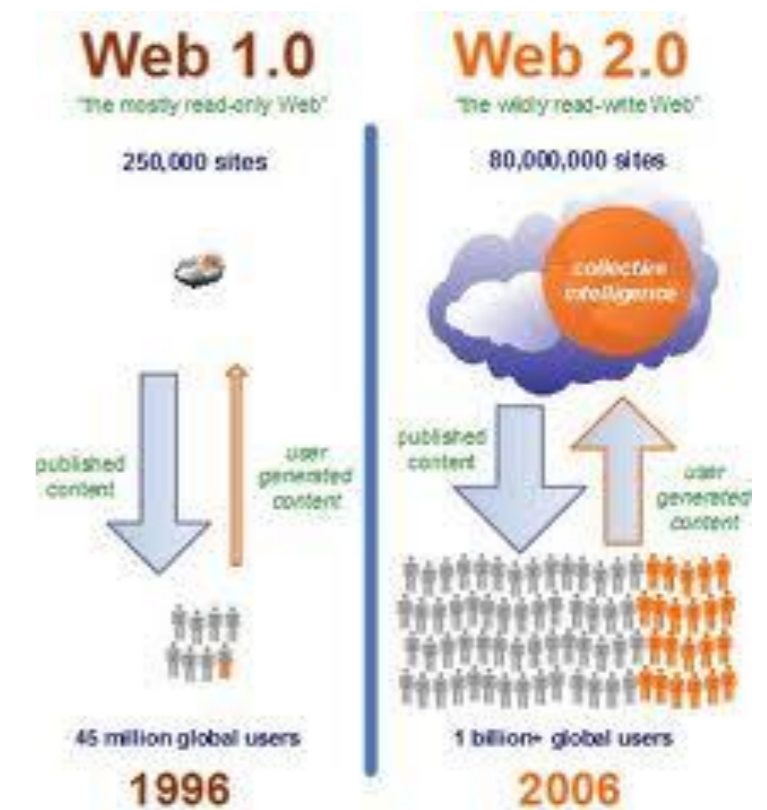 Web 1.0
"the mostly read-only Web"
250,000 sites
published
content
user
generated
content
45 million global users
1996
Web 2.0
"the wildly read-write Web"
80,000,000 sites
collective
intelligence
published
content
user
generated
content
1 billion+ global users
2006